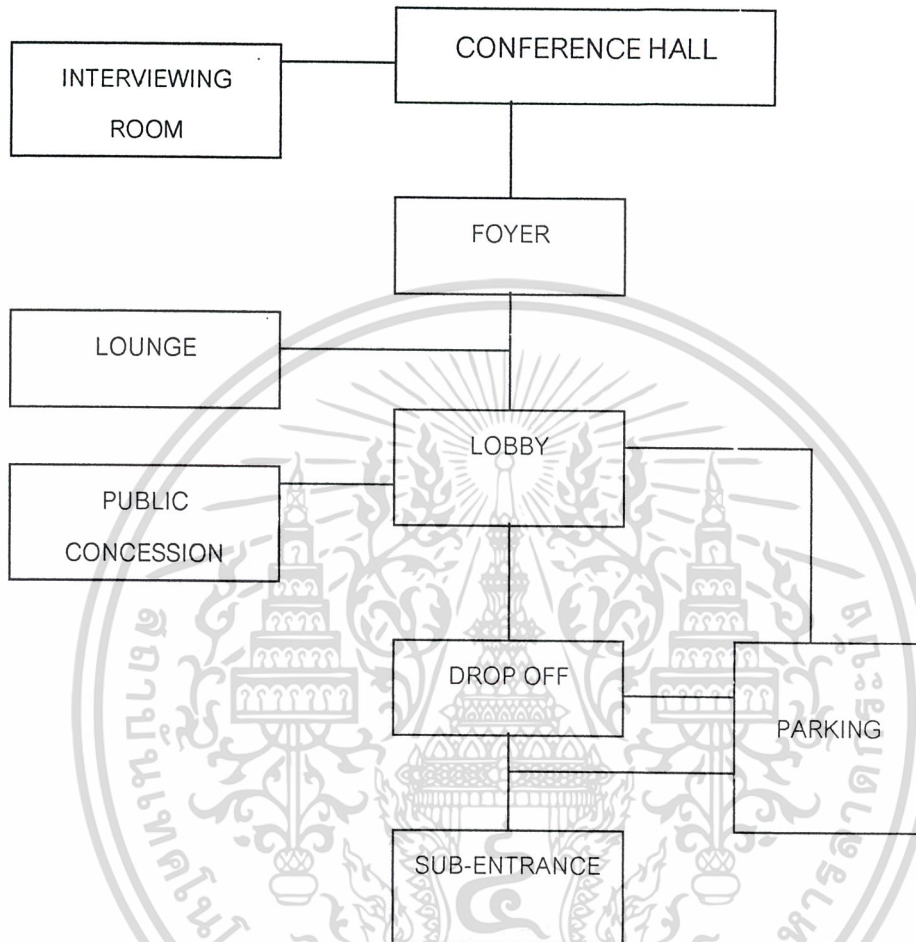 CONFERENCE HALL
INTERVIEWING
ROOM
FOYER
LOUNGE
LOBBY
PUBLIC
CONCESSION
DROP OFF
PARKING
SUB-ENTRANCE